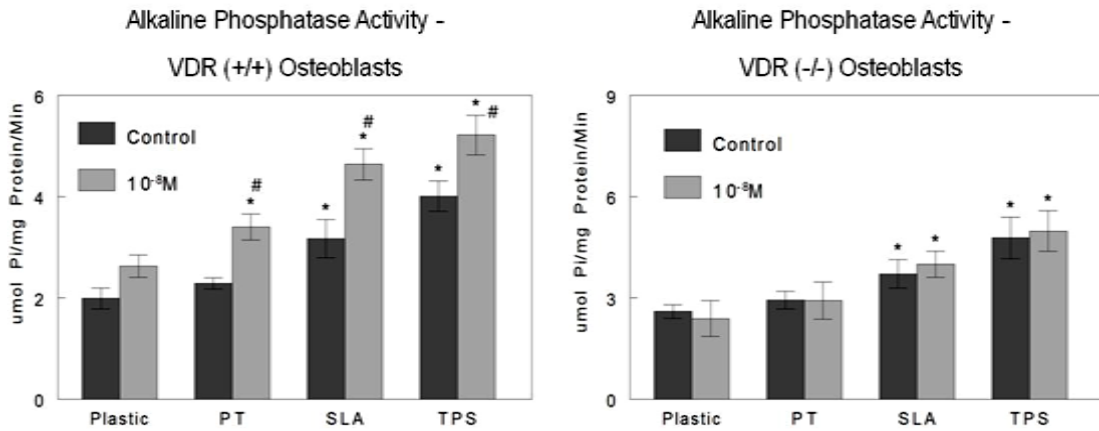 Alkaline Phosphatase Activity -
VDR (+/+) Osteoblasts
umol Pi/mg Protein/Min
6
4
2
0
Control
10⁻⁸M
#
*
*
#
*
*
*
#
Plastic
PT
SLA
TPS
Alkaline Phosphatase Activity -
VDR (-/-) Osteoblasts
umol Pi/mg Protein/Min
9
6
3
0
Control
10⁻⁸M
*
*
*
*
Plastic
PT
SLA
TPS